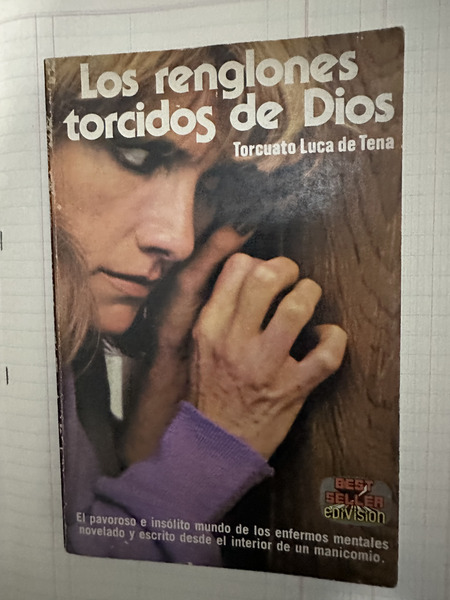 Los renglones
torcidos de Dios
Torcuato Luca de Tena
BEST
SELLER
EDIVISION
El pavoroso e insólito mundo de los enfermos mentales
novelado y escrito desde el interior de un manicomio.